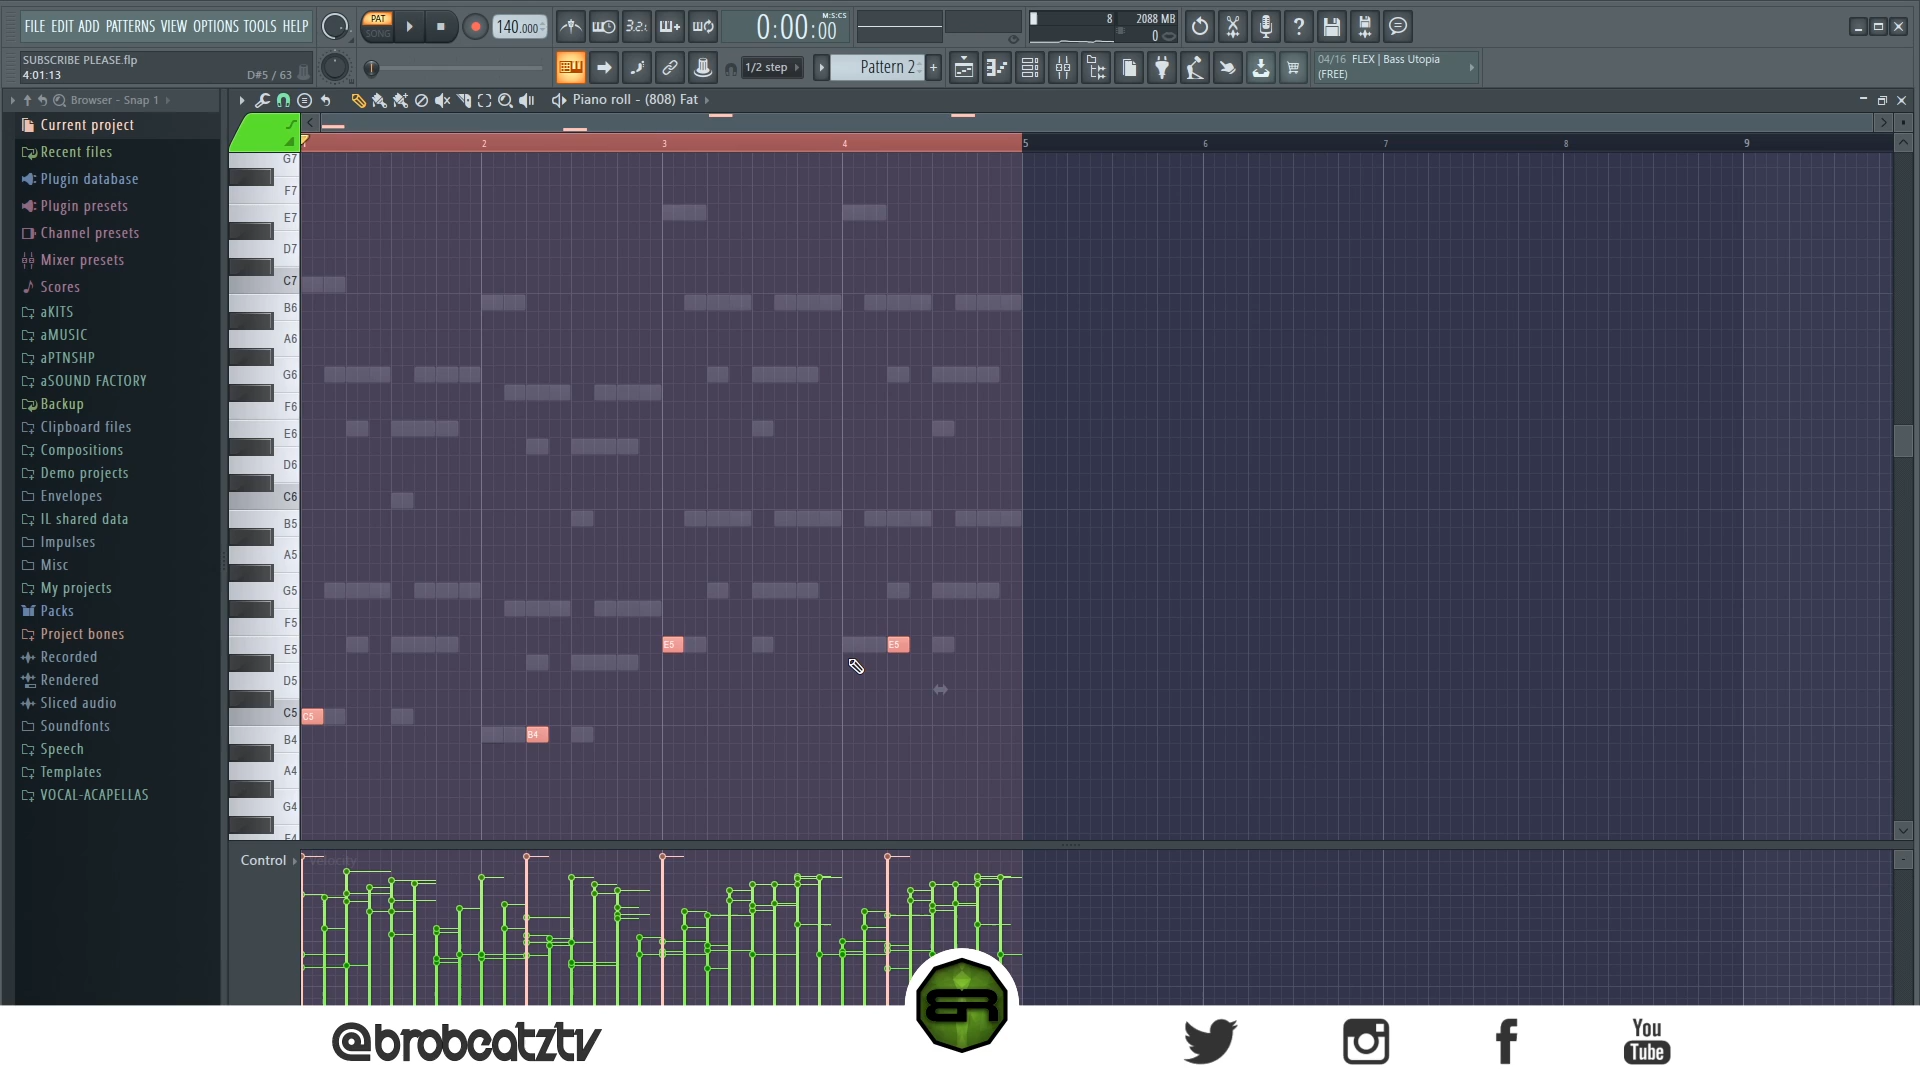 FILE EDIT ADD PATTERNS VIEW OPTIONS TOOLS HELP
PAT
SONG
140.000
3.2.
0:00:00
M:S:CS
8
2088 MB
0
SUBSCRIBE PLEASE.flp
4:01:13
D#5 / 63
1/2 step
Pattern 2
04/16 FLEX | Bass Utopia
(FREE)
Browser - Snap 1
Piano roll - (808) Fat
Current project
Recent files
Plugin database
Plugin presets
Channel presets
Mixer presets
Scores
aKITS
aMUSIC
aPTNSHP
aSOUND FACTORY
Backup
Clipboard files
Compositions
Demo projects
Envelopes
IL shared data
Impulses
Misc
My projects
Packs
Project bones
Recorded
Rendered
Sliced audio
Soundfonts
Speech
Templates
VOCAL-ACAPELLAS
2
3
4
5
6
7
8
9
G7
F7
E7
D7
C7
B6
A6
G6
F6
E6
D6
C6
B5
A5
G5
F5
E5
D5
C5
B4
A4
G4
F4
E5
E5
C5
B4
Control
Velocity
@brobeatztv
BR
You
Tube